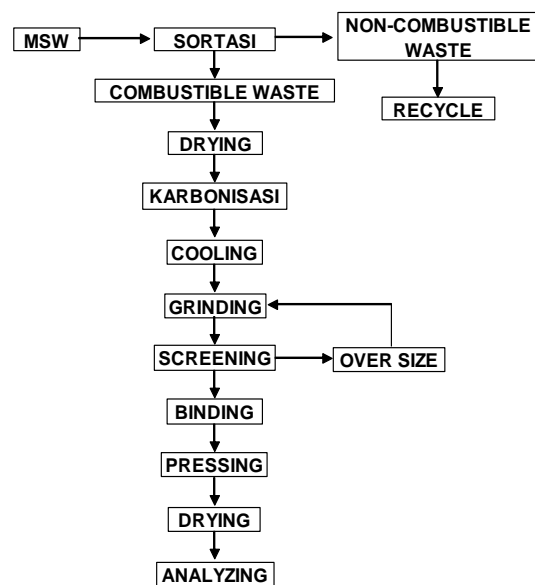 MSW
SORTASI
NON-COMBUSTIBLE
WASTE
COMBUSTIBLE WASTE
RECYCLE
DRYING
KARBONISASI
COOLING
GRINDING
SCREENING
OVER SIZE
BINDING
PRESSING
DRYING
ANALYZING